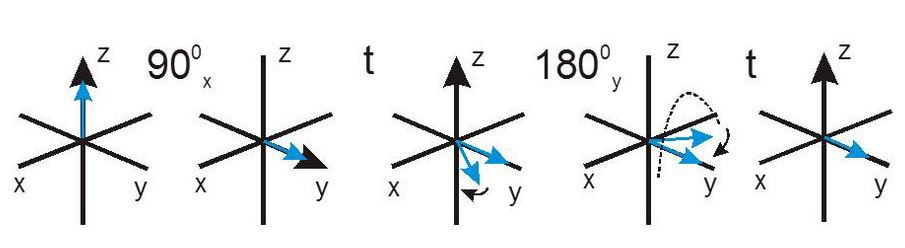 z 90⁰x z t z 180⁰y z t z
x y x y x y x y x y